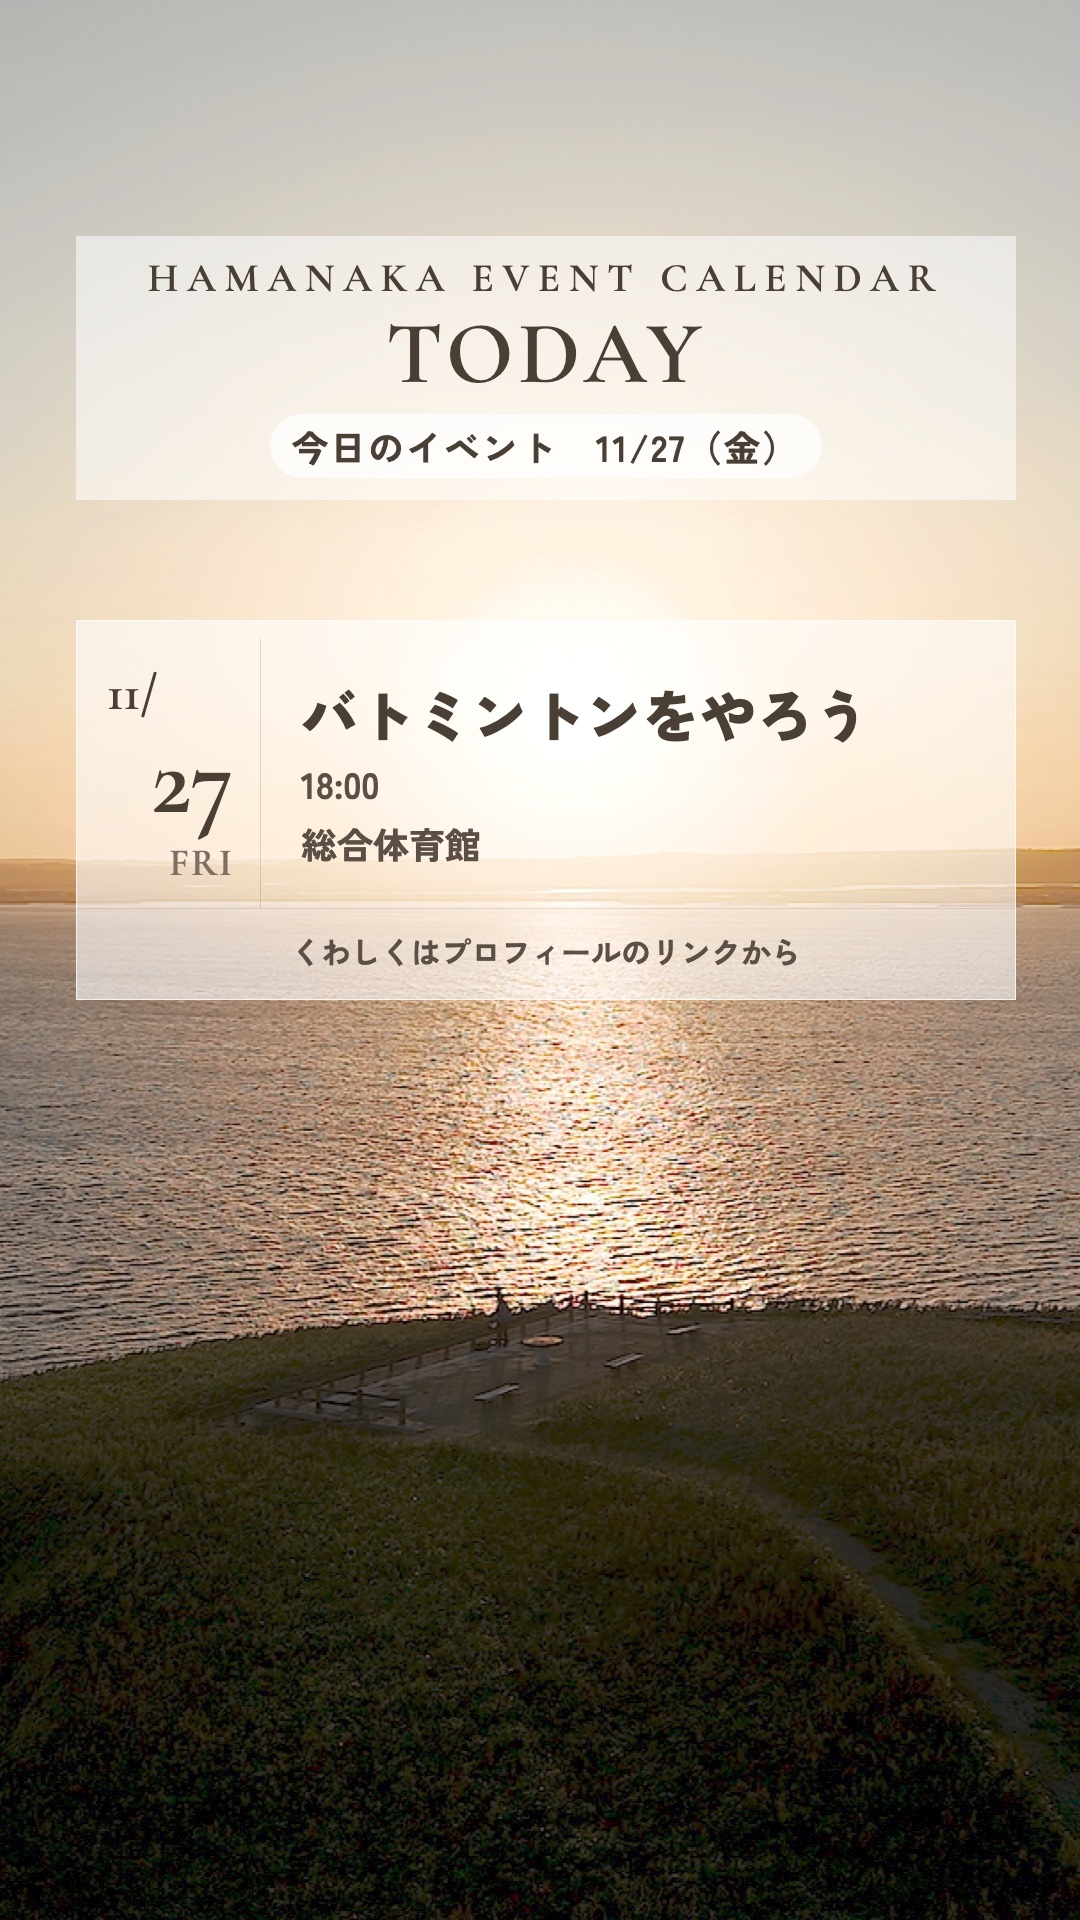 HAMANAKA EVENT CALENDAR
TODAY
今日のイベント　11/27（金）
11/
27
FRI
バトミントンをやろう
18:00
総合体育館
くわしくはプロフィールのリンクから